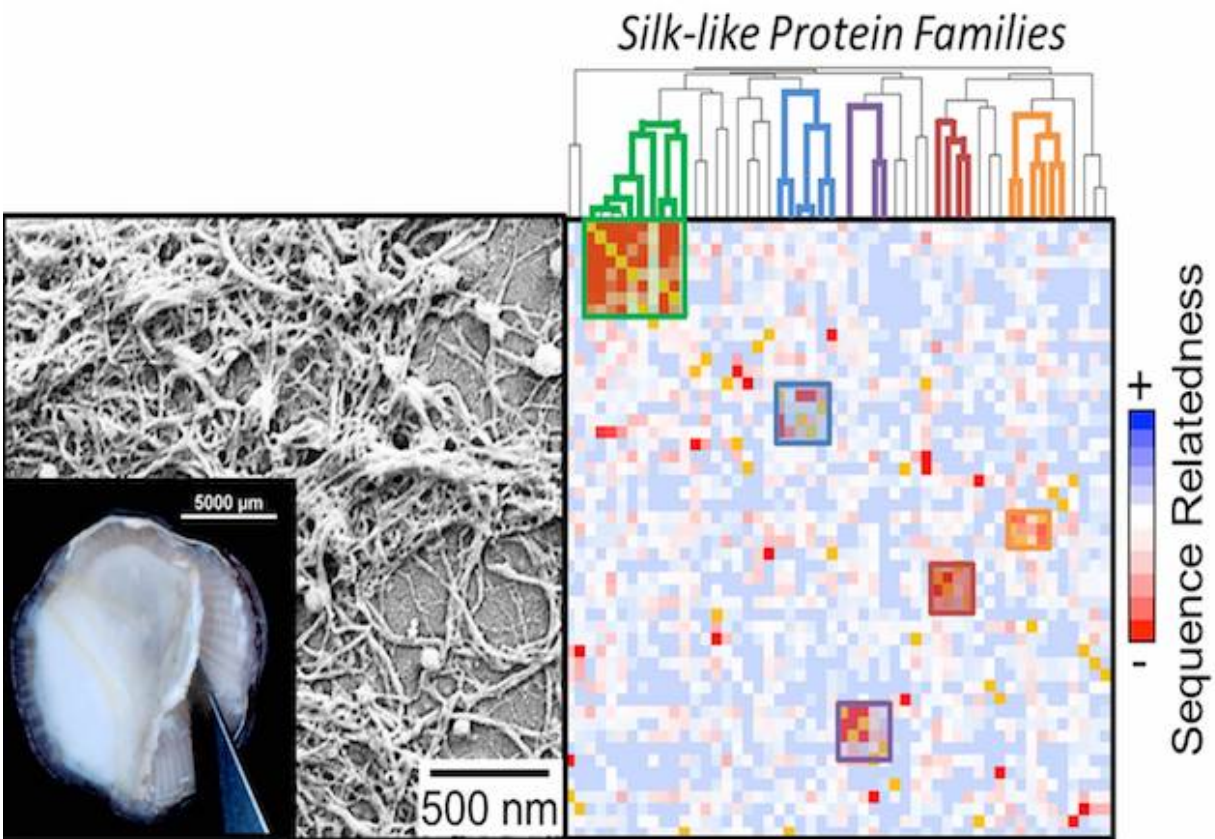 Silk-like Protein Families
5000 µm
500 nm
+
Sequence Relatedness
-